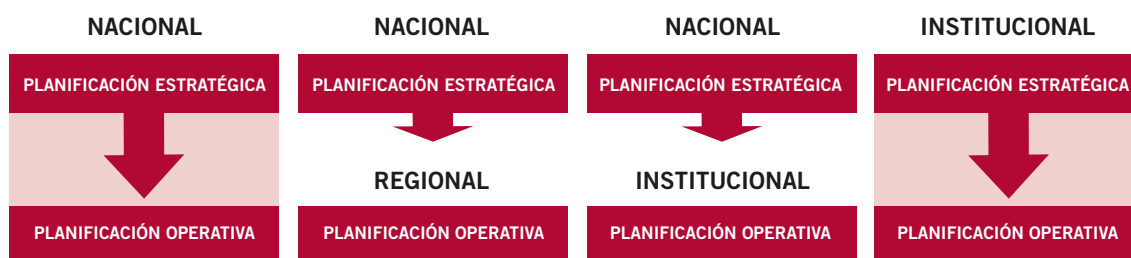 NACIONAL
PLANIFICACIÓN ESTRATÉGICA
PLANIFICACIÓN OPERATIVA
NACIONAL
PLANIFICACIÓN ESTRATÉGICA
REGIONAL
PLANIFICACIÓN OPERATIVA
NACIONAL
PLANIFICACIÓN ESTRATÉGICA
INSTITUCIONAL
PLANIFICACIÓN OPERATIVA
INSTITUCIONAL
PLANIFICACIÓN ESTRATÉGICA
PLANIFICACIÓN OPERATIVA